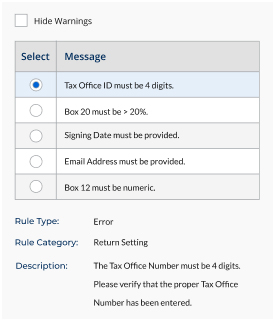 Hide Warnings
Select Message
Tax Office ID must be 4 digits.
Box 20 must be > 20%.
Signing Date must be provided.
Email Address must be provided.
Box 12 must be numeric.
Rule Type: Error
Rule Category: Return Setting
Description: The Tax Office Number must be 4 digits.
Please verify that the proper Tax Office
Number has been entered.